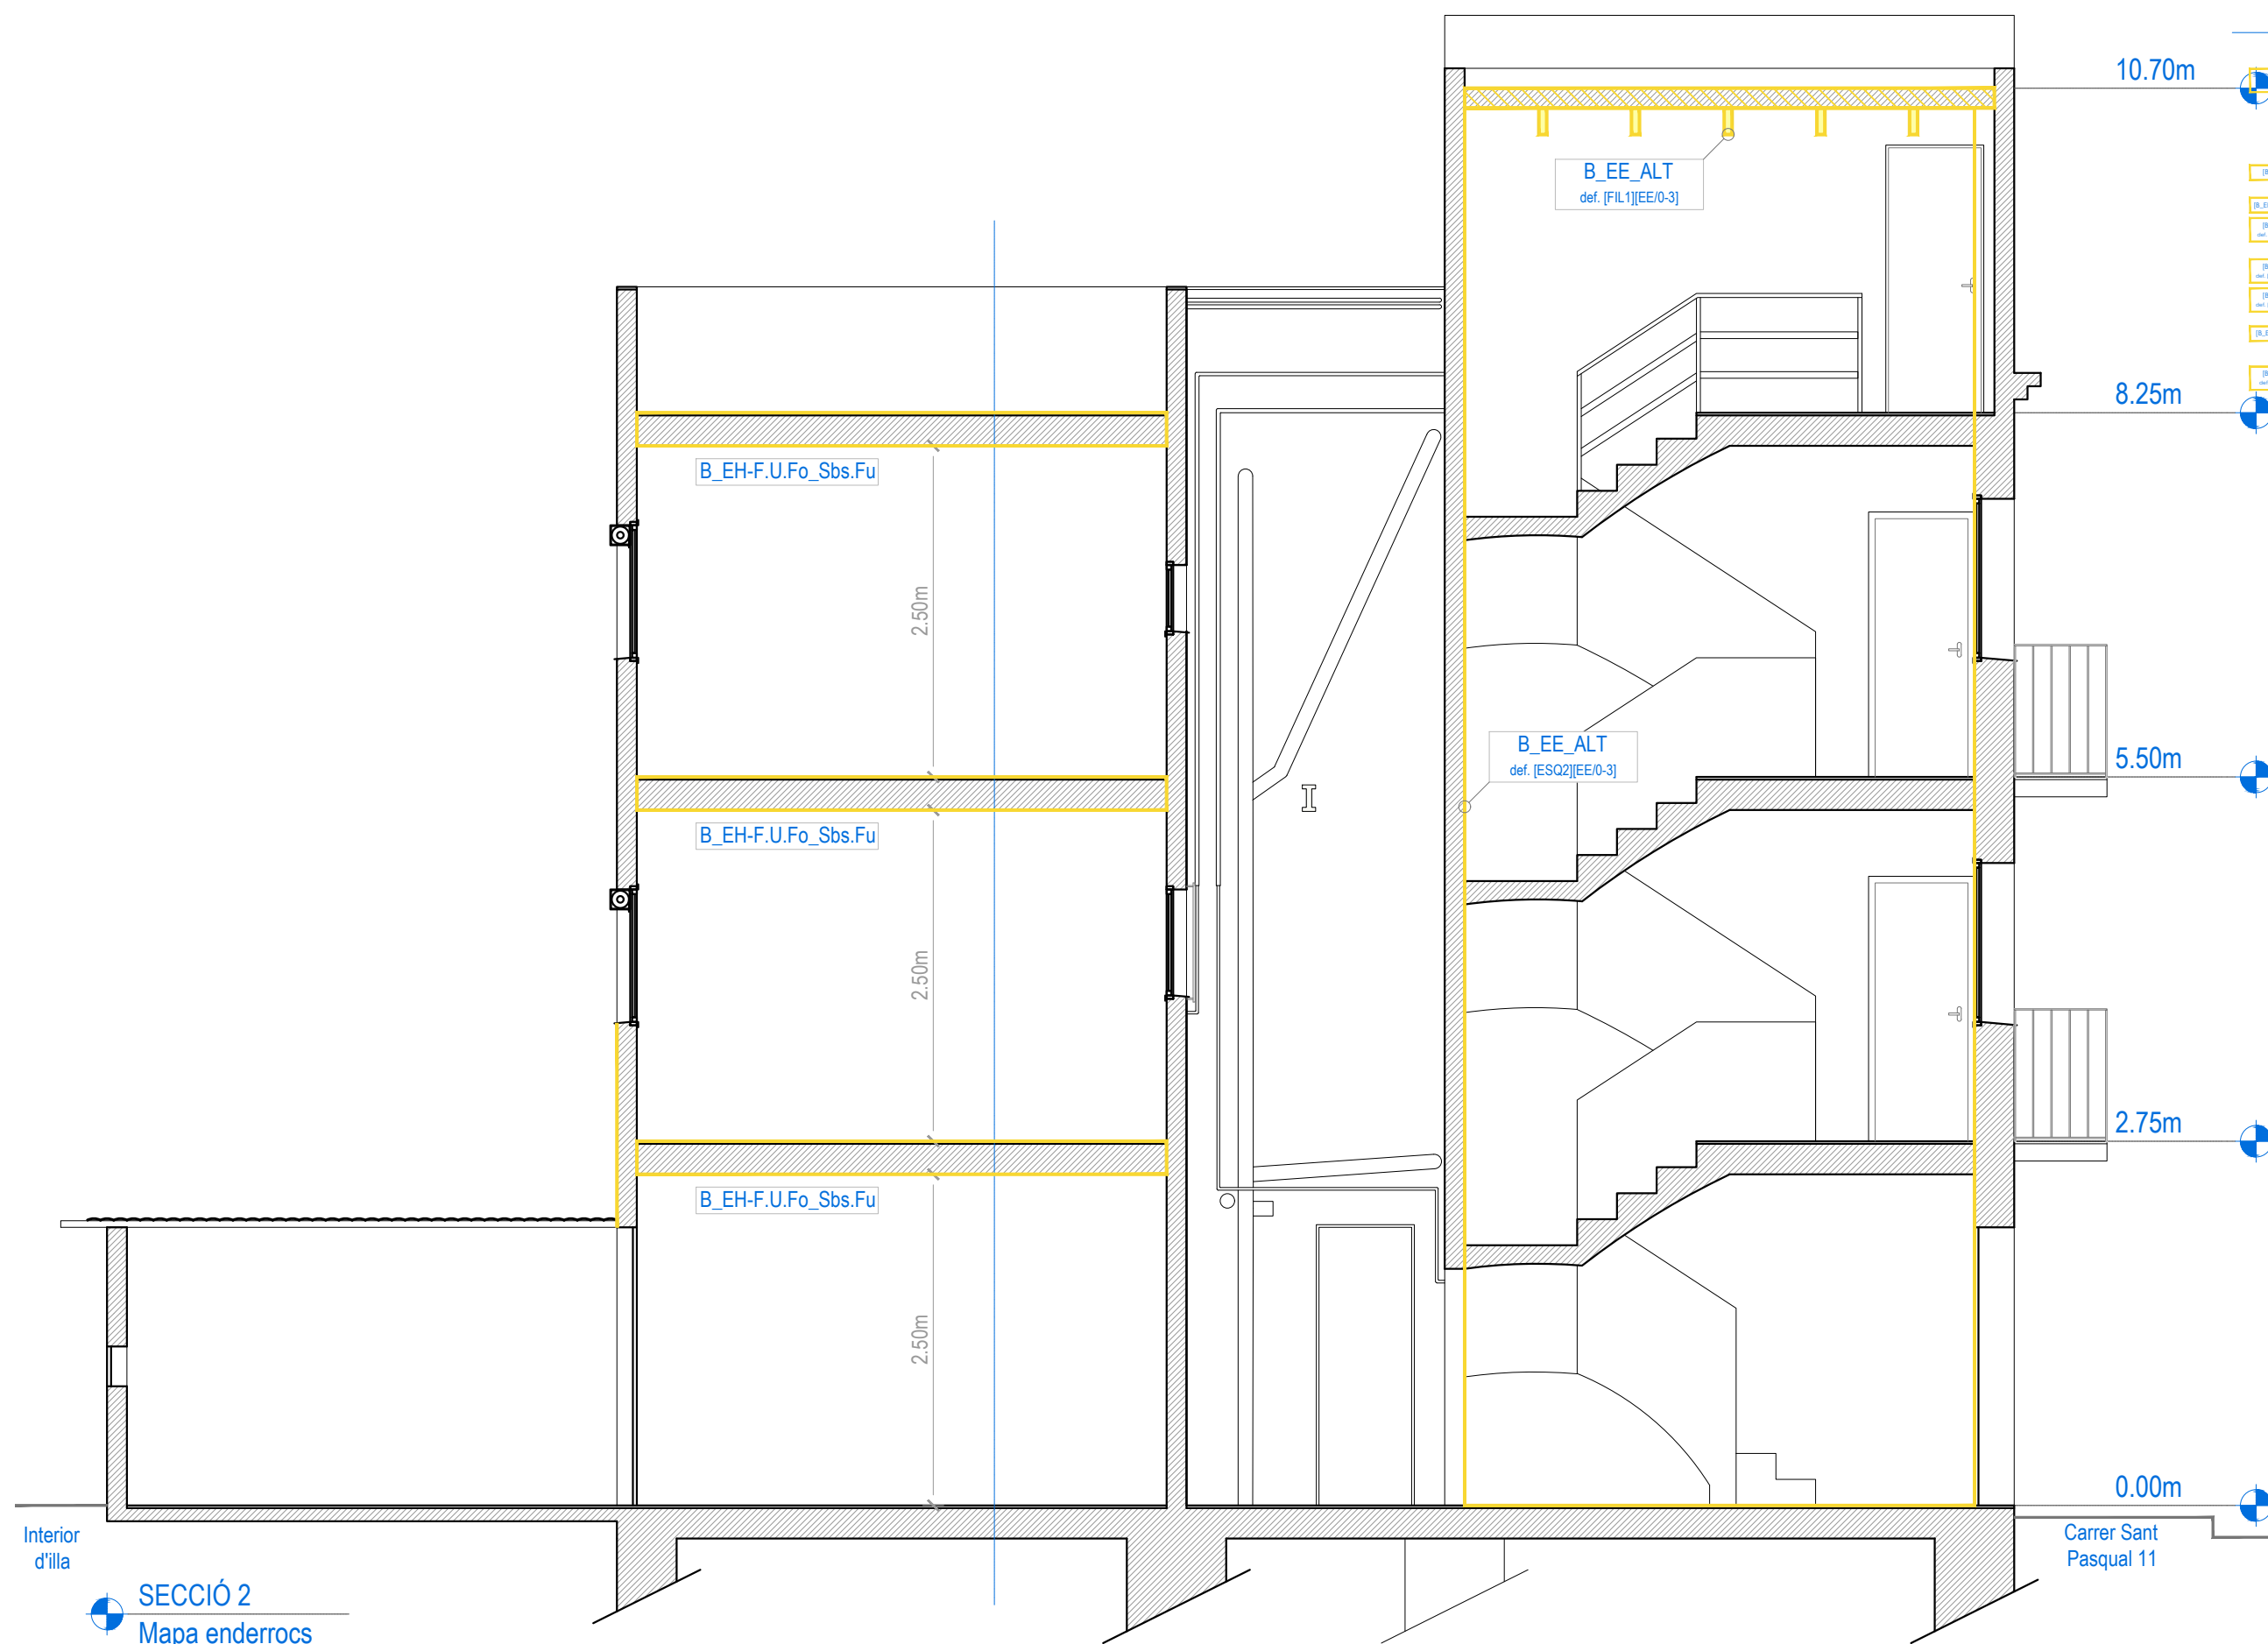 10.70m
B_EE_ALT
def. [FIL1][EE/0-3]
8.25m
B_EH-F.U.Fo_Sbs.Fu
2.50m
B_EE_ALT
def. [ESQ2][EE/0-3]
5.50m
B_EH-F.U.Fo_Sbs.Fu
2.50m
2.75m
B_EH-F.U.Fo_Sbs.Fu
2.50m
0.00m
Interior
d'illa
Carrer Sant
Pasqual 11
SECCIÓ 2
Mapa enderrocs